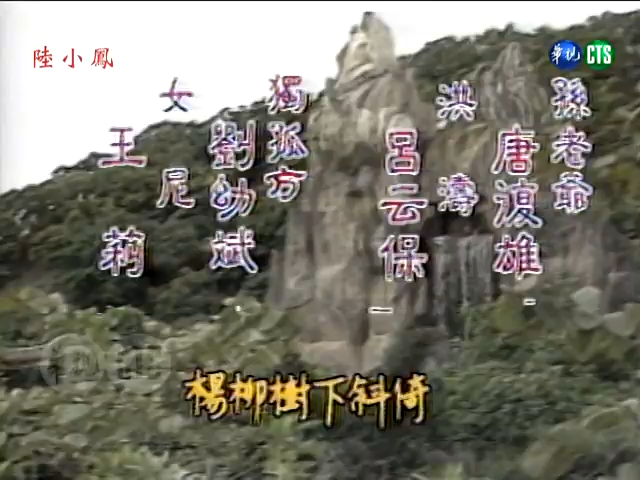 陸小鳳
華視 CTS
孫老爺
唐復雄
洪濤
呂云保
獨孤方
劉幼斌
女尼
王莉
楊柳樹下斜倚